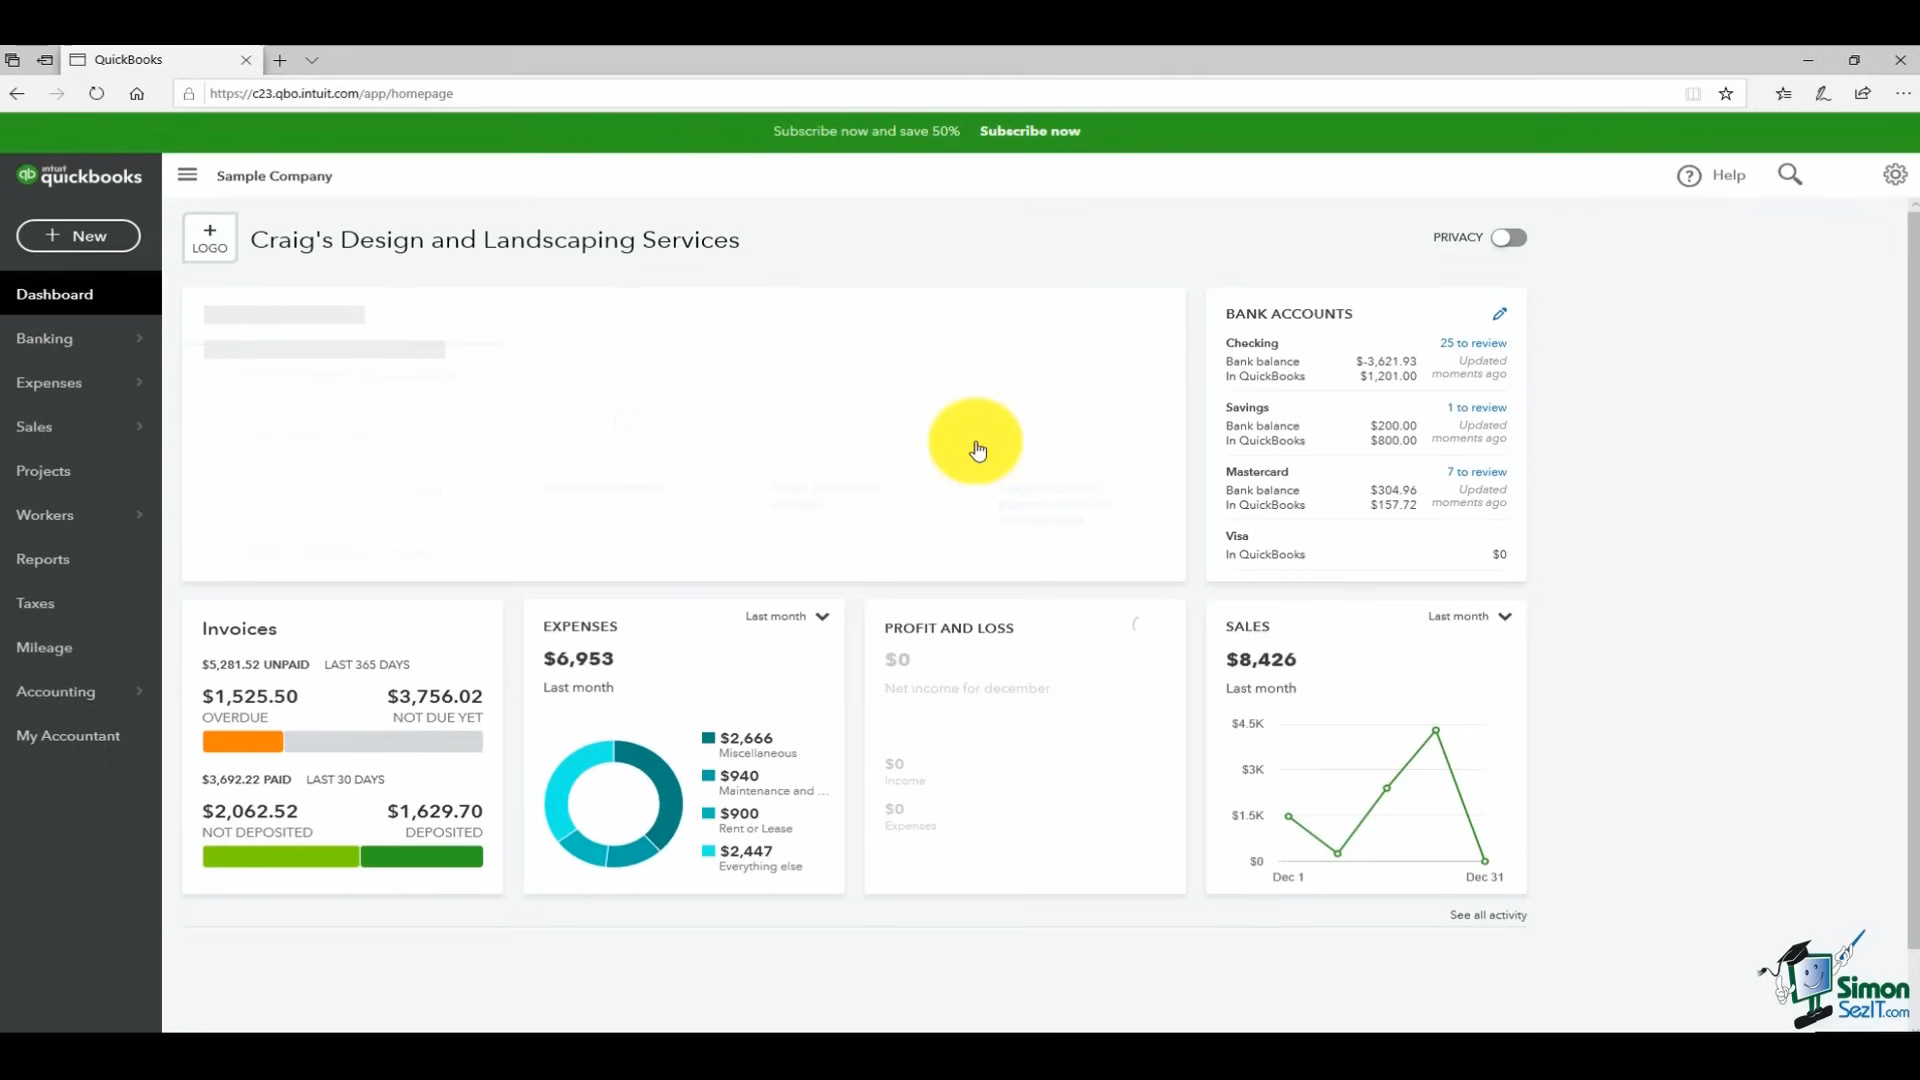 QuickBooks
https://c23.qbo.intuit.com/app/homepage
Subscribe now and save 50% Subscribe now
intuit
qb quickbooks
Sample Company
Help
+ New
+
LOGO
Craig's Design and Landscaping Services
PRIVACY
Dashboard
Banking
Expenses
Sales
Projects
Workers
Reports
Taxes
Mileage
Accounting
My Accountant
BANK ACCOUNTS
Checking 25 to review
Bank balance $-3,621.93 Updated
In QuickBooks $1,201.00 moments ago
Savings 1 to review
Bank balance $200.00 Updated
In QuickBooks $800.00 moments ago
Mastercard 7 to review
Bank balance $304.96 Updated
In QuickBooks $157.72 moments ago
Visa
In QuickBooks $0
Invoices
$5,281.52 UNPAID LAST 365 DAYS
$1,525.50 $3,756.02
OVERDUE NOT DUE YET
$3,692.22 PAID LAST 30 DAYS
$2,062.52 $1,629.70
NOT DEPOSITED DEPOSITED
EXPENSES Last month
$6,953
Last month
$2,666
Miscellaneous
$940
Maintenance and ...
$900
Rent or Lease
$2,447
Everything else
PROFIT AND LOSS
$0
Net income for december
$0
Income
$0
Expenses
SALES Last month
$8,426
Last month
$4.5K
$3K
$1.5K
$0
Dec 1 Dec 31
See all activity
Simon
SezIT.com